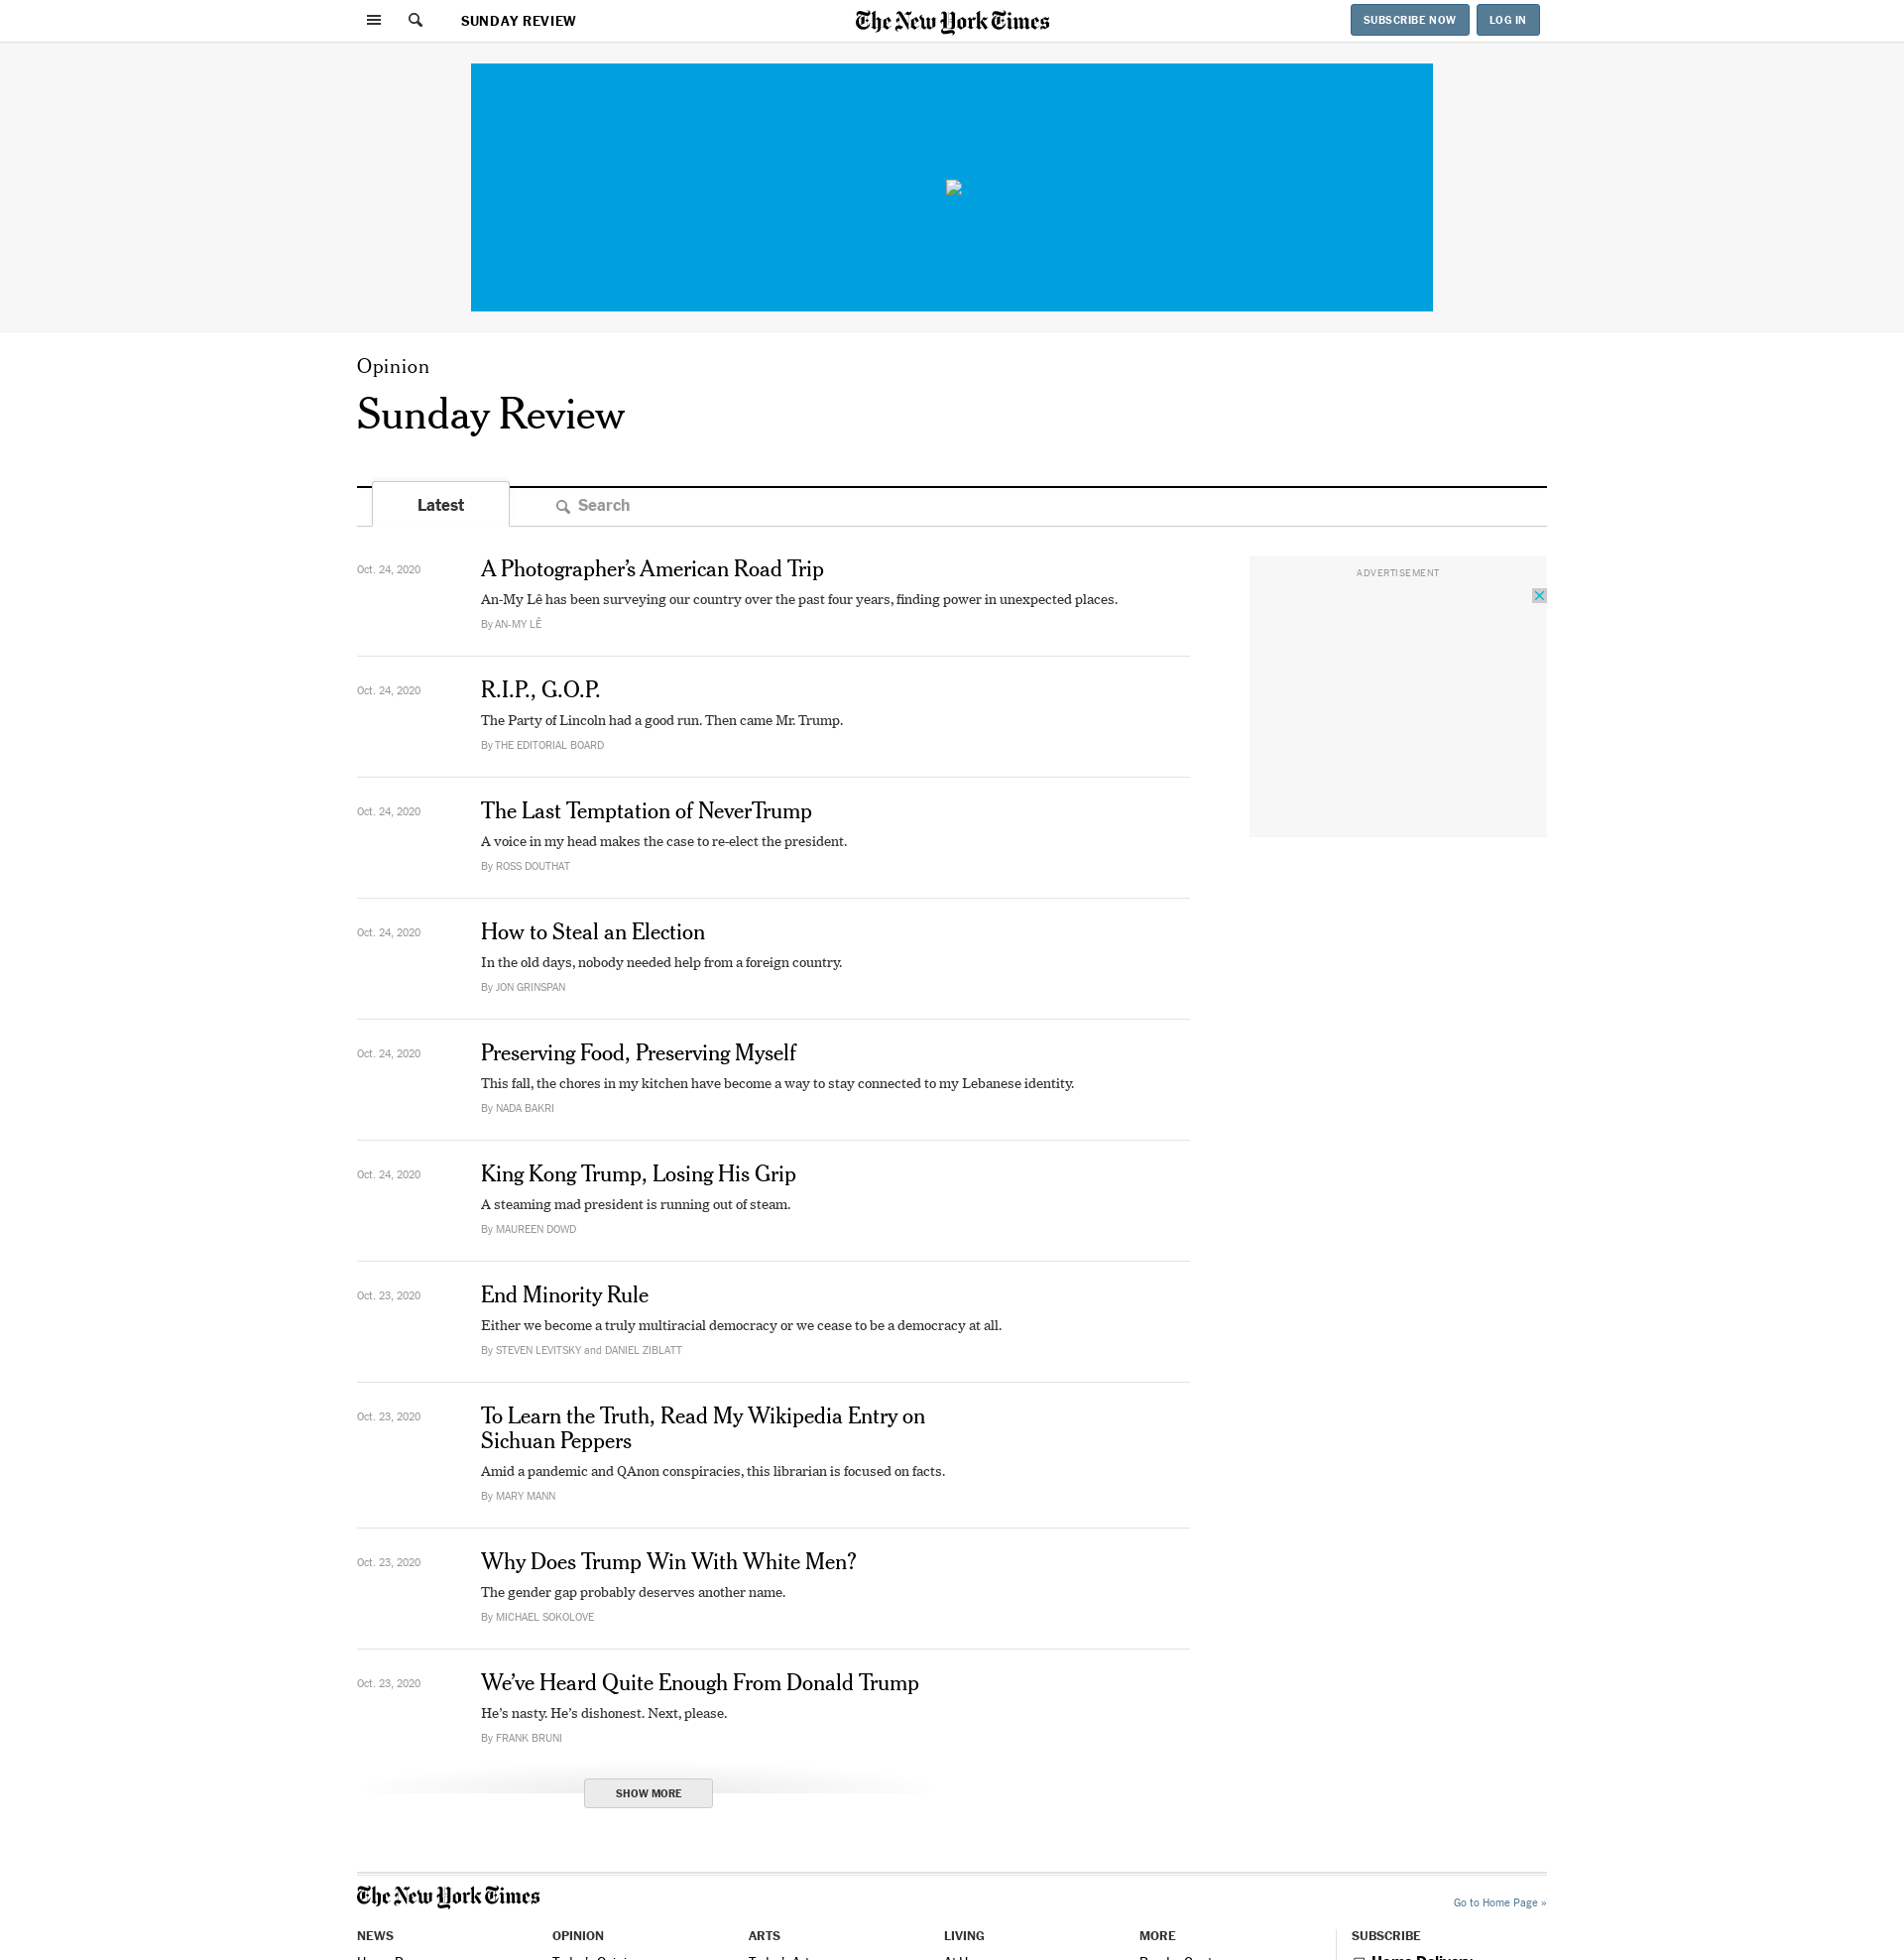 SUNDAY REVIEW
The New York Times
SUBSCRIBE NOW
LOG IN
Opinion
Sunday Review
Latest
Search
Oct. 24, 2020
A Photographer’s American Road Trip
An-My Lê has been surveying our country over the past four years, finding power in unexpected places.
By AN-MY LÊ
ADVERTISEMENT
Oct. 24, 2020
R.I.P., G.O.P.
The Party of Lincoln had a good run. Then came Mr. Trump.
By THE EDITORIAL BOARD
Oct. 24, 2020
The Last Temptation of NeverTrump
A voice in my head makes the case to re-elect the president.
By ROSS DOUTHAT
Oct. 24, 2020
How to Steal an Election
In the old days, nobody needed help from a foreign country.
By JON GRINSPAN
Oct. 24, 2020
Preserving Food, Preserving Myself
This fall, the chores in my kitchen have become a way to stay connected to my Lebanese identity.
By NADA BAKRI
Oct. 24, 2020
King Kong Trump, Losing His Grip
A steaming mad president is running out of steam.
By MAUREEN DOWD
Oct. 23, 2020
End Minority Rule
Either we become a truly multiracial democracy or we cease to be a democracy at all.
By STEVEN LEVITSKY and DANIEL ZIBLATT
Oct. 23, 2020
To Learn the Truth, Read My Wikipedia Entry on
Sichuan Peppers
Amid a pandemic and QAnon conspiracies, this librarian is focused on facts.
By MARY MANN
Oct. 23, 2020
Why Does Trump Win With White Men?
The gender gap probably deserves another name.
By MICHAEL SOKOLOVE
Oct. 23, 2020
We’ve Heard Quite Enough From Donald Trump
He’s nasty. He’s dishonest. Next, please.
By FRANK BRUNI
SHOW MORE
The New York Times
Go to Home Page »
NEWS
OPINION
ARTS
LIVING
MORE
SUBSCRIBE
Home Delivery